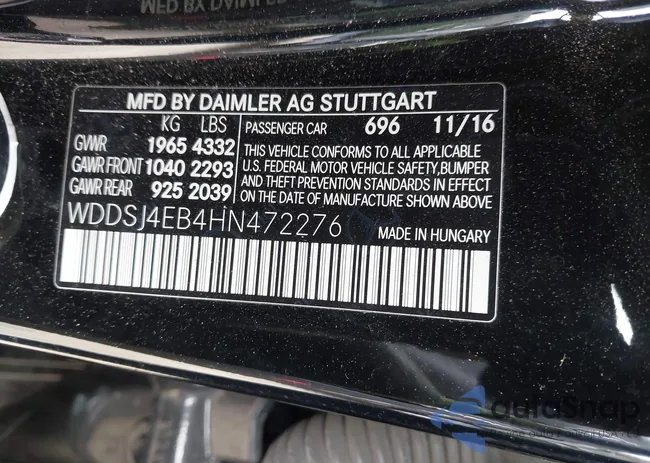 MFD BY DAIMLER AG STUTTGART
KG LBS PASSENGER CAR 696 11/16
GVWR 1965 4332 THIS VEHICLE CONFORMS TO ALL APPLICABLE
GAWR FRONT 1040 2293 U.S. FEDERAL MOTOR VEHICLE SAFETY, BUMPER
GAWR REAR 925 2039 AND THEFT PREVENTION STANDARDS IN EFFECT
ON THE DATE OF MANUFACTURE SHOWN ABOVE
WDDSJ4EB4HN472276 MADE IN HUNGARY
autoSnap